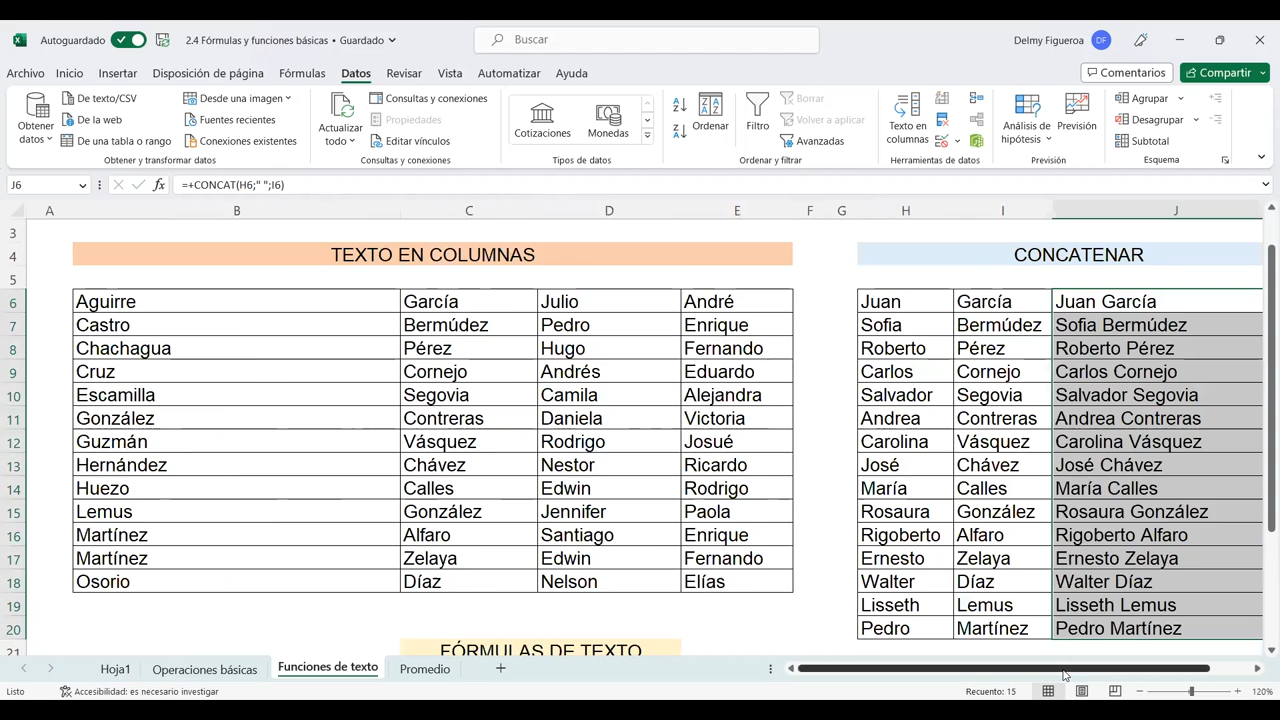 Autoguardado 2.4 Fórmulas y funciones básicas • Guardado Buscar Delmy Figueroa DF
Archivo Inicio Insertar Disposición de página Fórmulas Datos Revisar Vista Automatizar Ayuda Comentarios Compartir
Obtener datos
De texto/CSV
De la web
De una tabla o rango
Desde una imagen
Fuentes recientes
Conexiones existentes
Obtener y transformar datos
Actualizar todo
Consultas y conexiones
Propiedades
Editar vínculos
Consultas y conexiones
Cotizaciones
Monedas
Tipos de datos
Ordenar
Filtro
Borrar
Volver a aplicar
Avanzadas
Ordenar y filtrar
Texto en columnas
Herramientas de datos
Análisis de hipótesis
Previsión
Previsión
Agrupar
Desagrupar
Subtotal
Esquema
J6 fx =+CONCAT(H6;" ";I6)
A B C D E F G H I J
3
4 TEXTO EN COLUMNAS CONCATENAR
5
6 Aguirre García Julio André Juan García Juan García
7 Castro Bermúdez Pedro Enrique Sofia Bermúdez Sofia Bermúdez
8 Chachagua Pérez Hugo Fernando Roberto Pérez Roberto Pérez
9 Cruz Cornejo Andrés Eduardo Carlos Cornejo Carlos Cornejo
10 Escamilla Segovia Camila Alejandra Salvador Segovia Salvador Segovia
11 González Contreras Daniela Victoria Andrea Contreras Andrea Contreras
12 Guzmán Vásquez Rodrigo Josué Carolina Vásquez Carolina Vásquez
13 Hernández Chávez Nestor Ricardo José Chávez José Chávez
14 Huezo Calles Edwin Rodrigo María Calles María Calles
15 Lemus González Jennifer Paola Rosaura González Rosaura González
16 Martínez Alfaro Santiago Enrique Rigoberto Alfaro Rigoberto Alfaro
17 Martínez Zelaya Edwin Fernando Ernesto Zelaya Ernesto Zelaya
18 Osorio Díaz Nelson Elías Walter Díaz Walter Díaz
19 Lisseth Lemus Lisseth Lemus
20 Pedro Martínez Pedro Martínez
21 FÓRMULAS DE TEXTO
Hoja1 Operaciones básicas Funciones de texto Promedio
Listo Accesibilidad: es necesario investigar Recuento: 15 120%